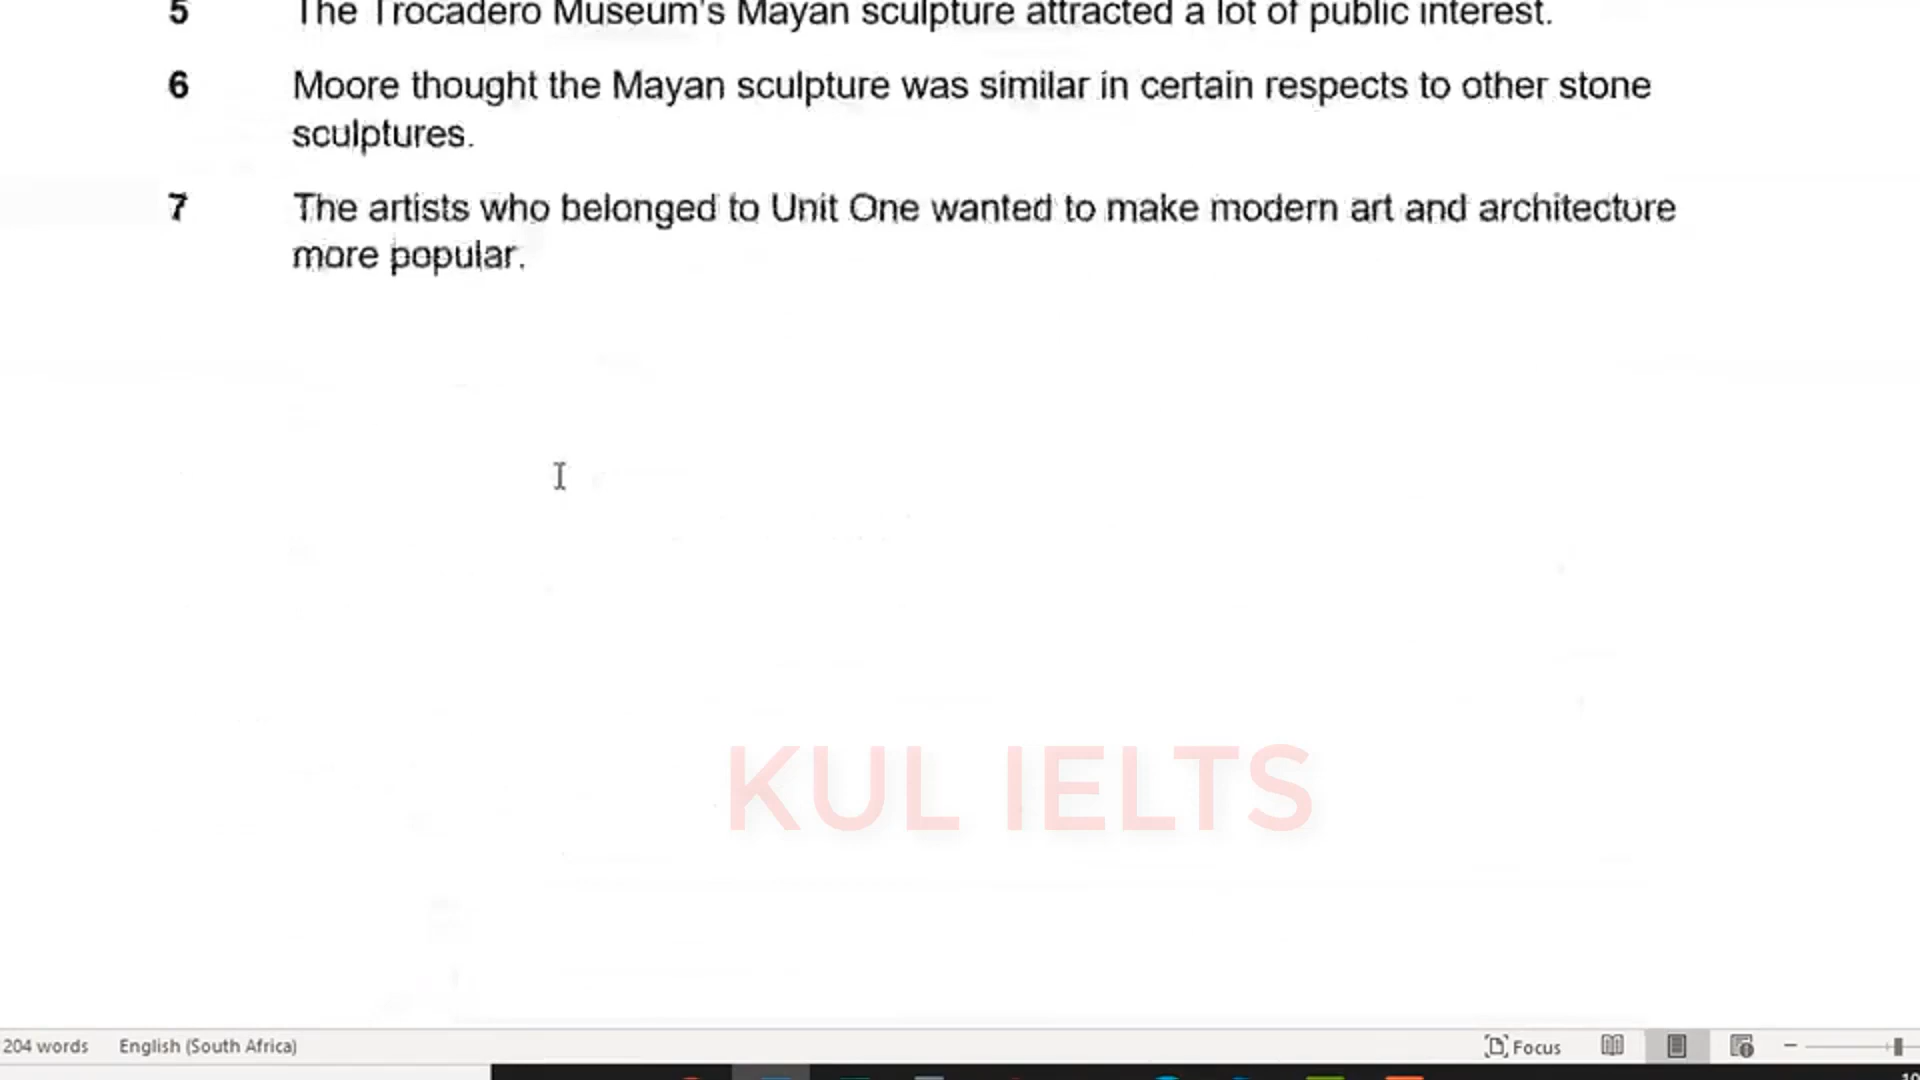 5 The Trocadero Museum's Mayan sculpture attracted a lot of public interest.
6 Moore thought the Mayan sculpture was similar in certain respects to other stone
sculptures.
7 The artists who belonged to Unit One wanted to make modern art and architecture
more popular.
KUL IELTS
204 words English (South Africa) Focus